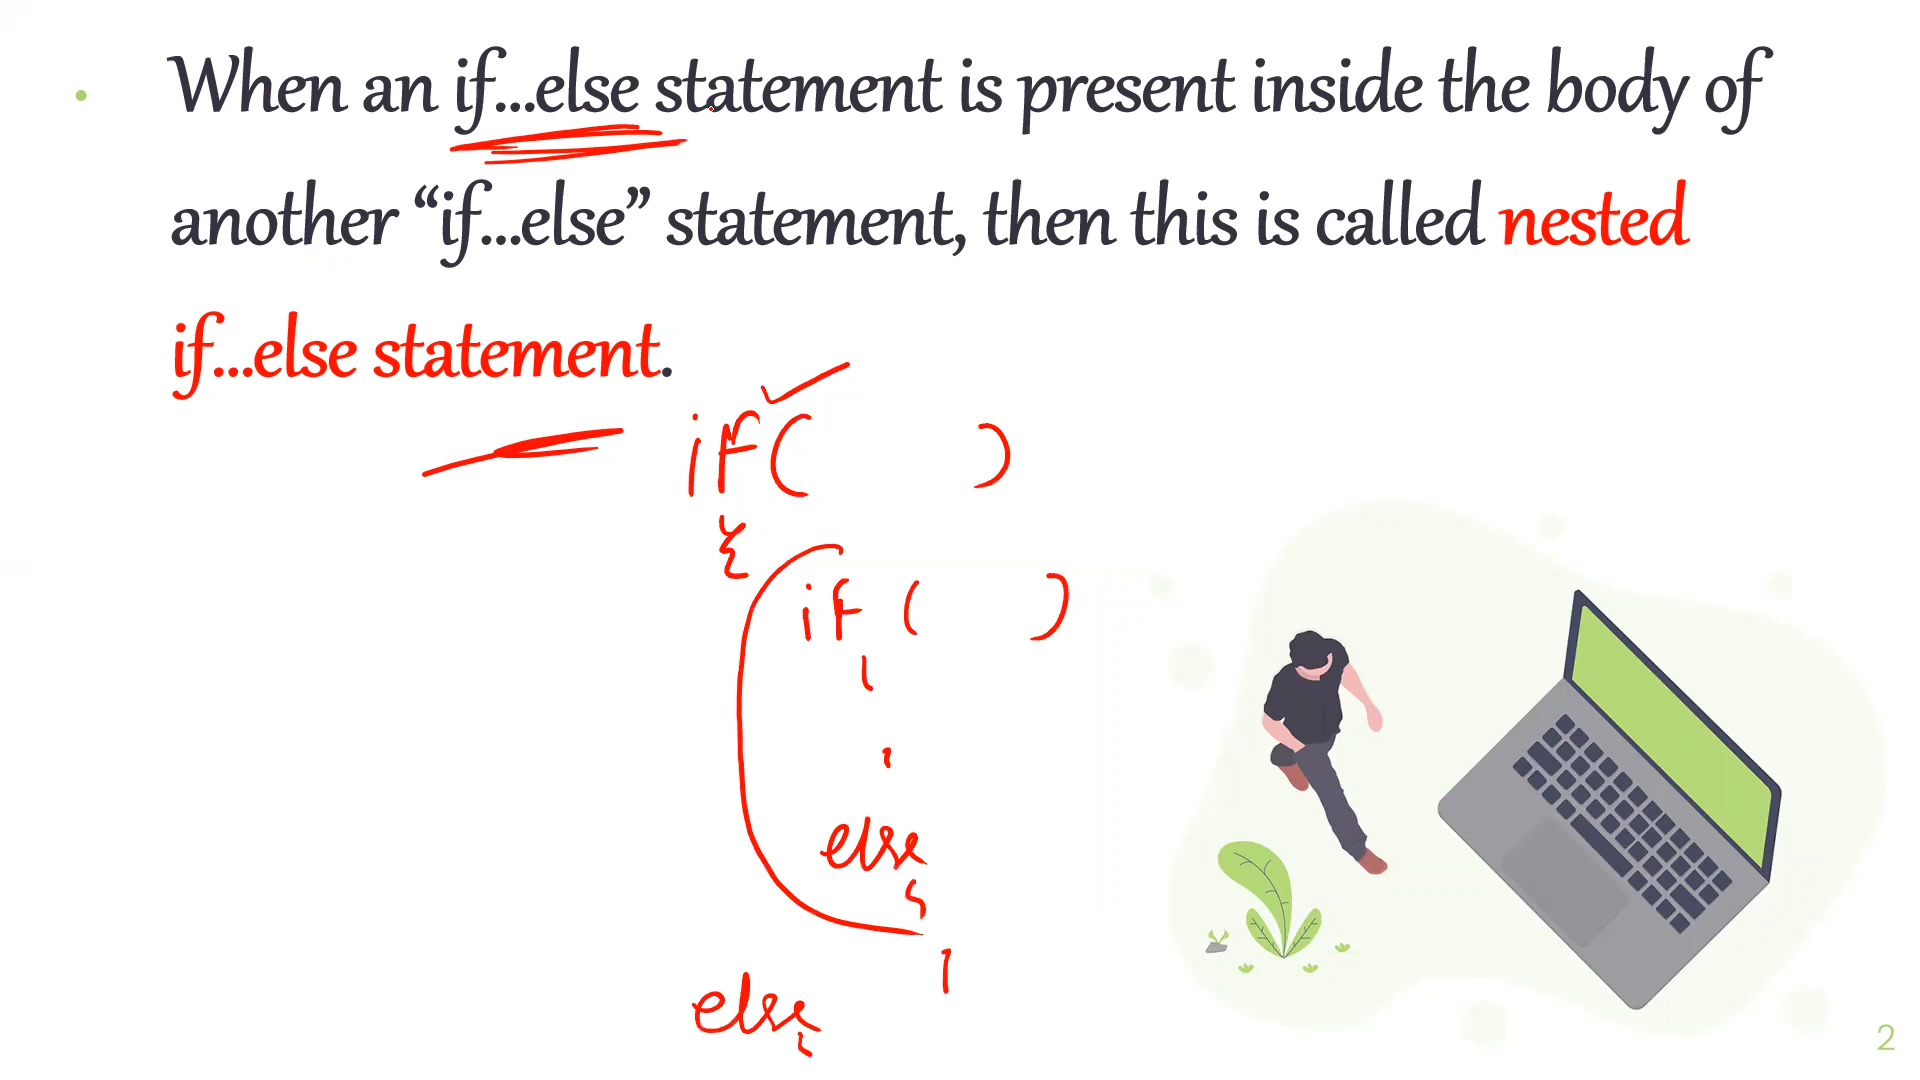 When an if...else statement is present inside the body of
another “if...else” statement, then this is called nested
if...else statement.
if ( )
{
if ( )
else
else
2